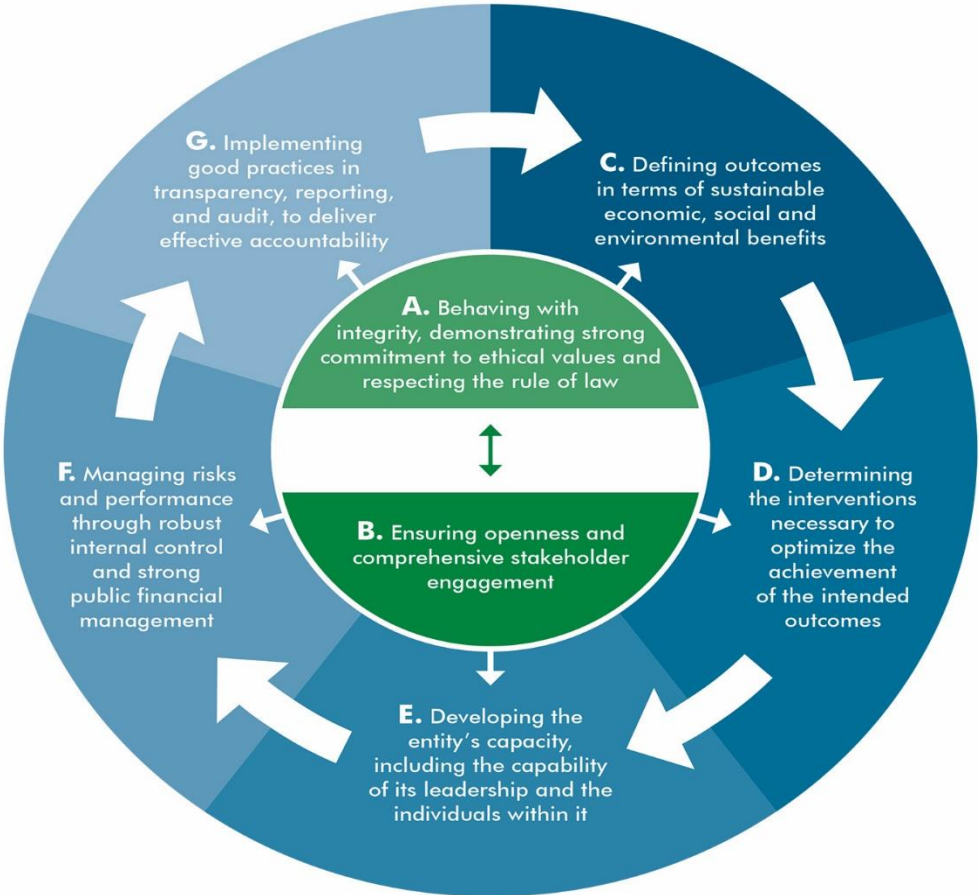 G. Implementing
good practices in
transparency, reporting,
and audit, to deliver
effective accountability
C. Defining outcomes
in terms of sustainable
economic, social and
environmental benefits
A. Behaving with
integrity, demonstrating strong
commitment to ethical values and
respecting the rule of law
B. Ensuring openness and
comprehensive stakeholder
engagement
D. Determining
the interventions
necessary to
optimize the
achievement
of the intended
outcomes
E. Developing the
entity’s capacity,
including the capability
of its leadership and the
individuals within it
F. Managing risks
and performance
through robust
internal control
and strong
public financial
management